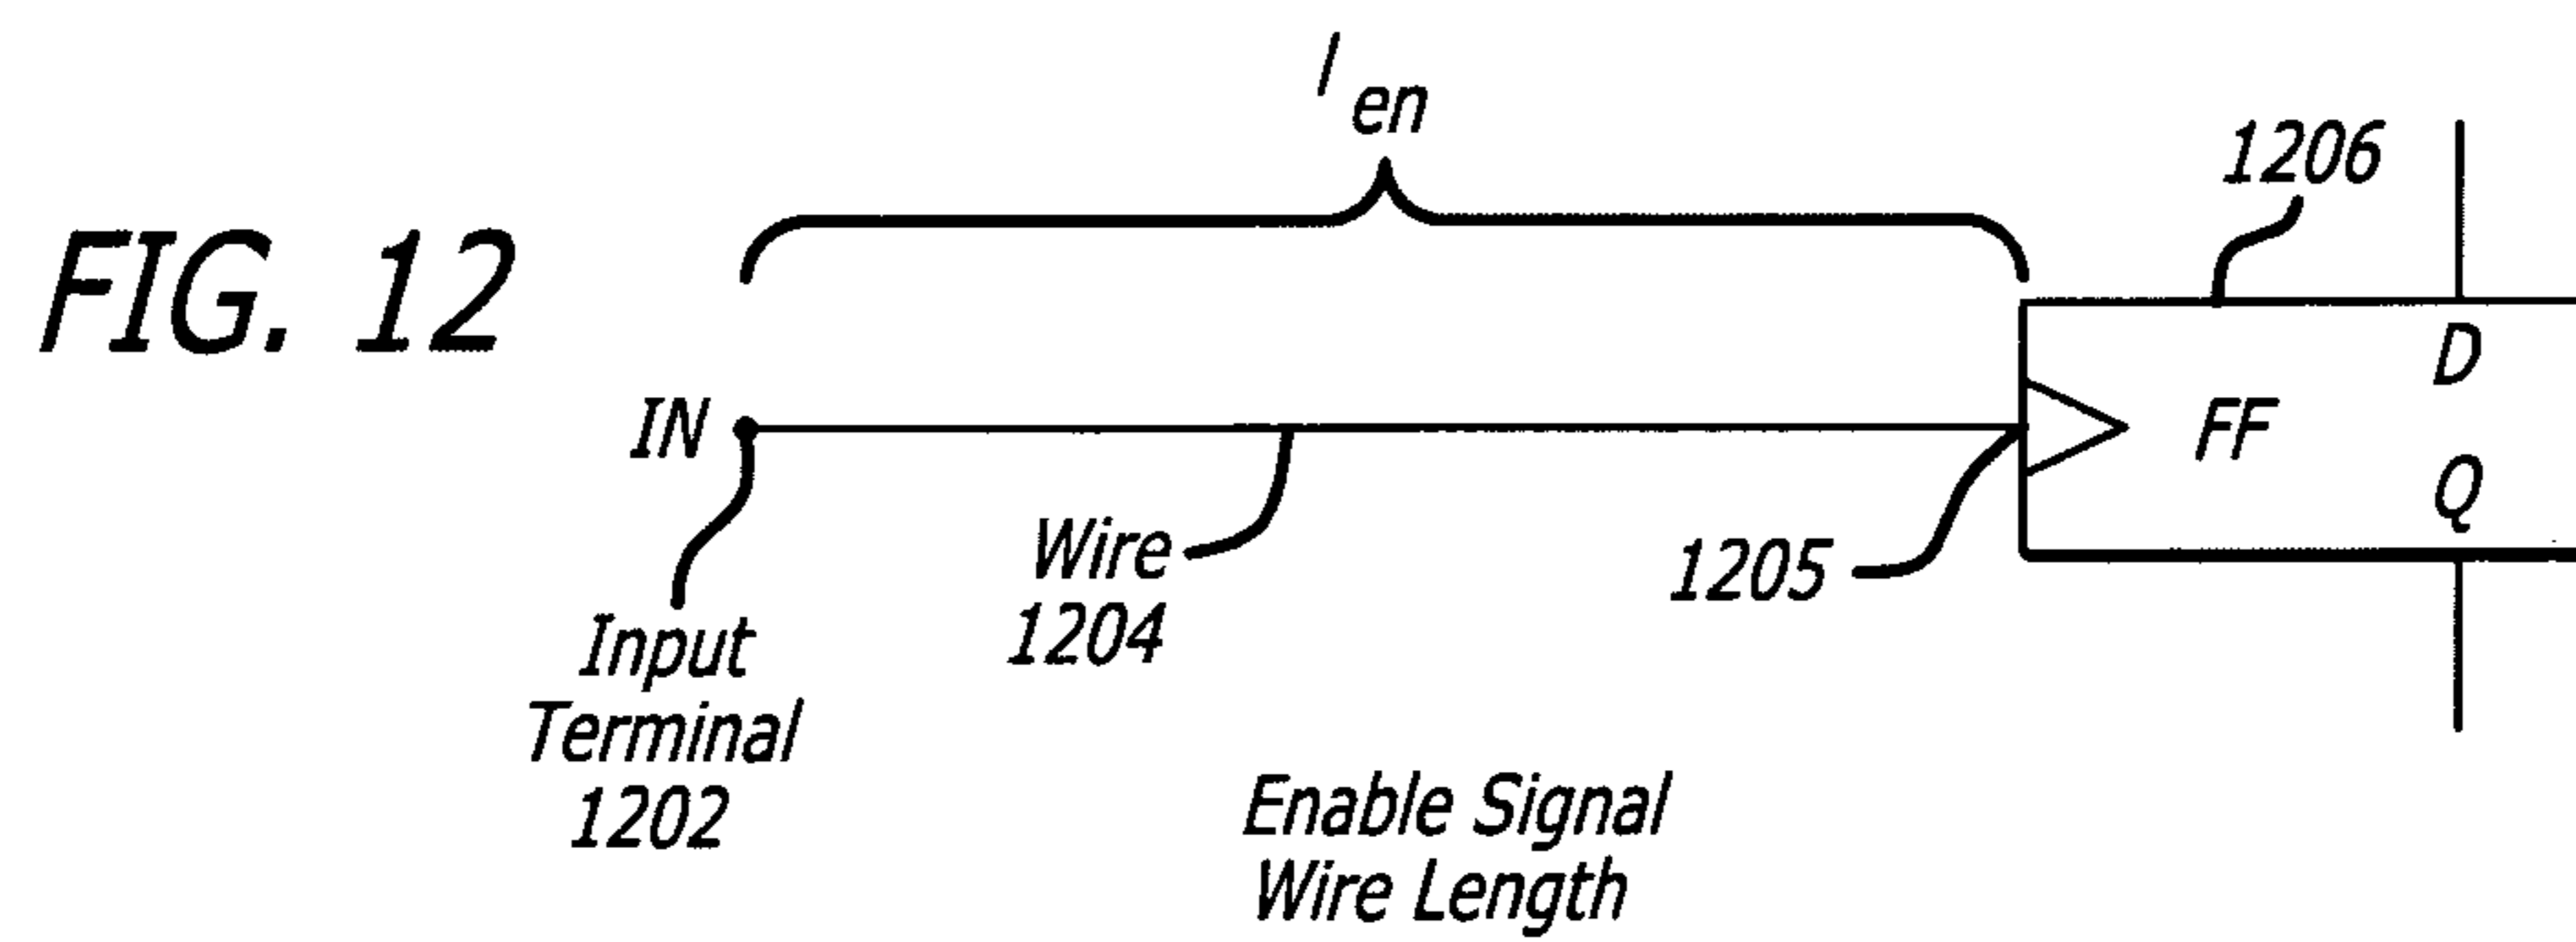 l en
1206
FIG. 12
D
IN
FF
Q
Wire
1204
1205
Input
Terminal
1202
Enable Signal
Wire Length